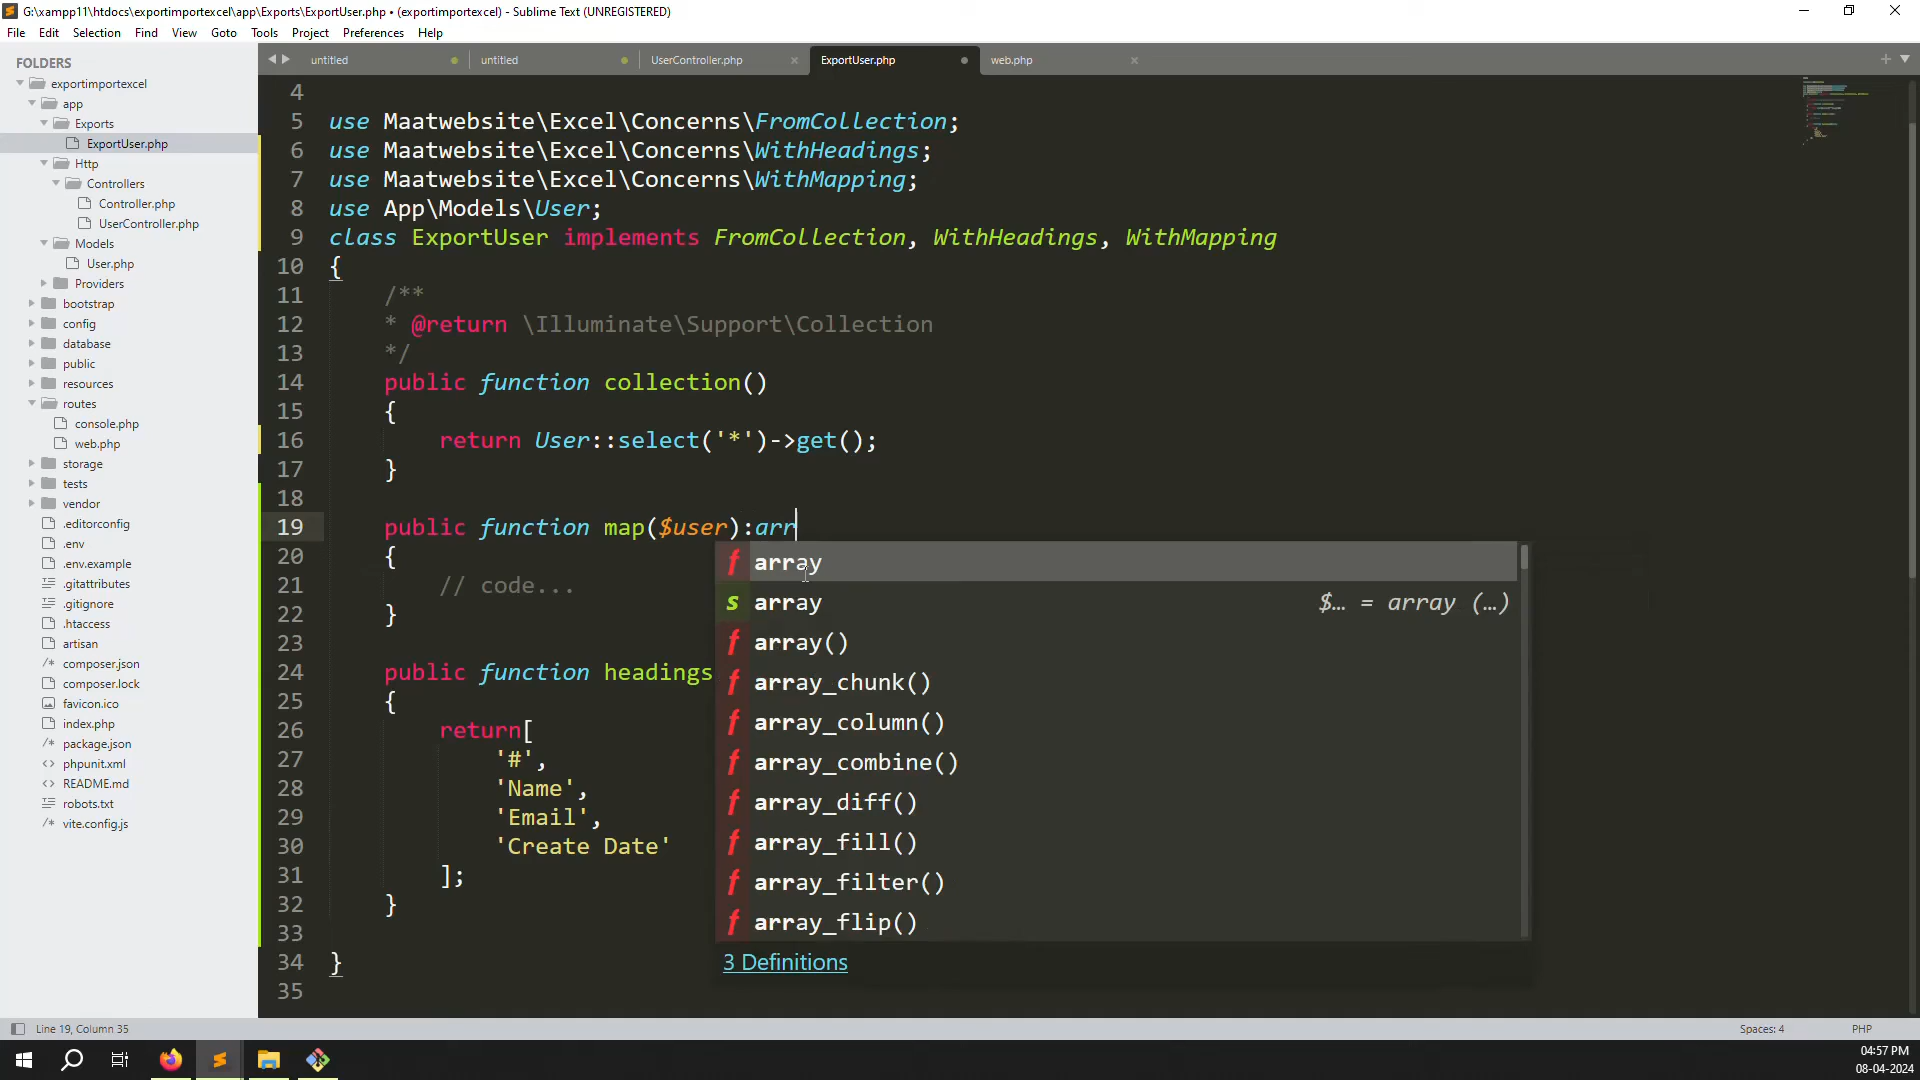 G:\xampp11\htdocs\exportimportexcel\app\Exports\ExportUser.php • (exportimportexcel) - Sublime Text (UNREGISTERED)
File Edit Selection Find View Goto Tools Project Preferences Help
FOLDERS
exportimportexcel
app
Exports
ExportUser.php
Http
Controllers
Controller.php
UserController.php
Models
User.php
Providers
bootstrap
config
database
public
resources
routes
console.php
web.php
storage
tests
vendor
.editorconfig
.env
.env.example
.gitattributes
.gitignore
.htaccess
artisan
composer.json
composer.lock
favicon.ico
index.php
package.json
phpunit.xml
README.md
robots.txt
vite.config.js
untitled untitled UserController.php ExportUser.php web.php
4
5 use Maatwebsite\Excel\Concerns\FromCollection;
6 use Maatwebsite\Excel\Concerns\WithHeadings;
7 use Maatwebsite\Excel\Concerns\WithMapping;
8 use App\Models\User;
9 class ExportUser implements FromCollection, WithHeadings, WithMapping
10 {
11 /**
12 * @return \Illuminate\Support\Collection
13 */
14 public function collection()
15 {
16 return User::select('*')->get();
17 }
18
19 public function map($user):arr
20 {
21 // code...
22 }
23
24 public function headings
25 {
26 return[
27 '#',
28 'Name',
29 'Email',
30 'Create Date'
31 ];
32 }
33
34 }
35
f array
s array $… = array (…)
f array()
f array_chunk()
f array_column()
f array_combine()
f array_diff()
f array_fill()
f array_filter()
f array_flip()
3 Definitions
Line 19, Column 35 Spaces: 4 PHP
04:57 PM
08-04-2024